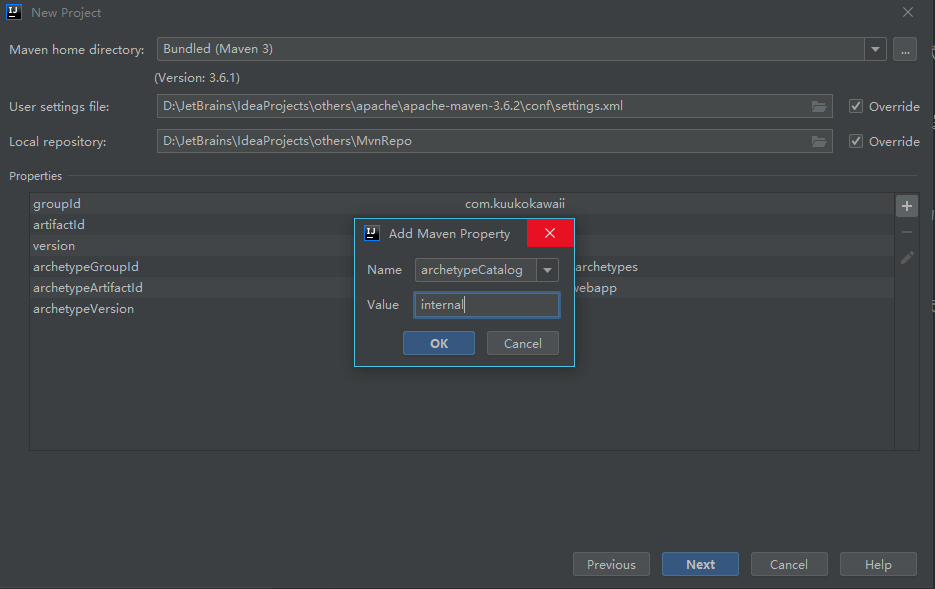 New Project
Maven home directory: Bundled (Maven 3) ...
(Version: 3.6.1)
User settings file: D:\JetBrains\IdeaProjects\others\apache\apache-maven-3.6.2\conf\settings.xml Override
Local repository: D:\JetBrains\IdeaProjects\others\MvnRepo Override
Properties
groupId com.kuukokawaii
artifactId
version
archetypeGroupId archetypes
archetypeArtifactId webapp
archetypeVersion
Add Maven Property
Name archetypeCatalog
Value internal
OK Cancel
Previous Next Cancel Help